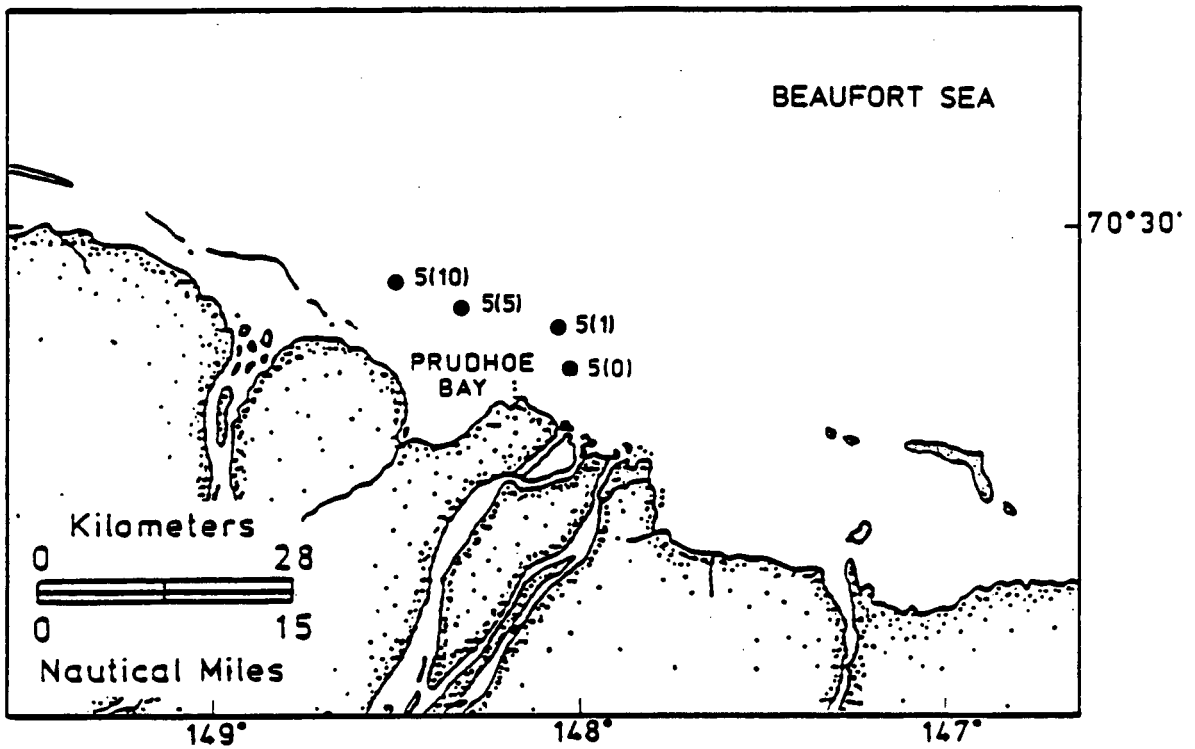 BEAUFORT SEA
70°30'
5(10)
5(5)
5(1)
PRUDHOE
BAY
5(0)
Kilometers
0 28
0 15
Nautical Miles
149° 148° 147°